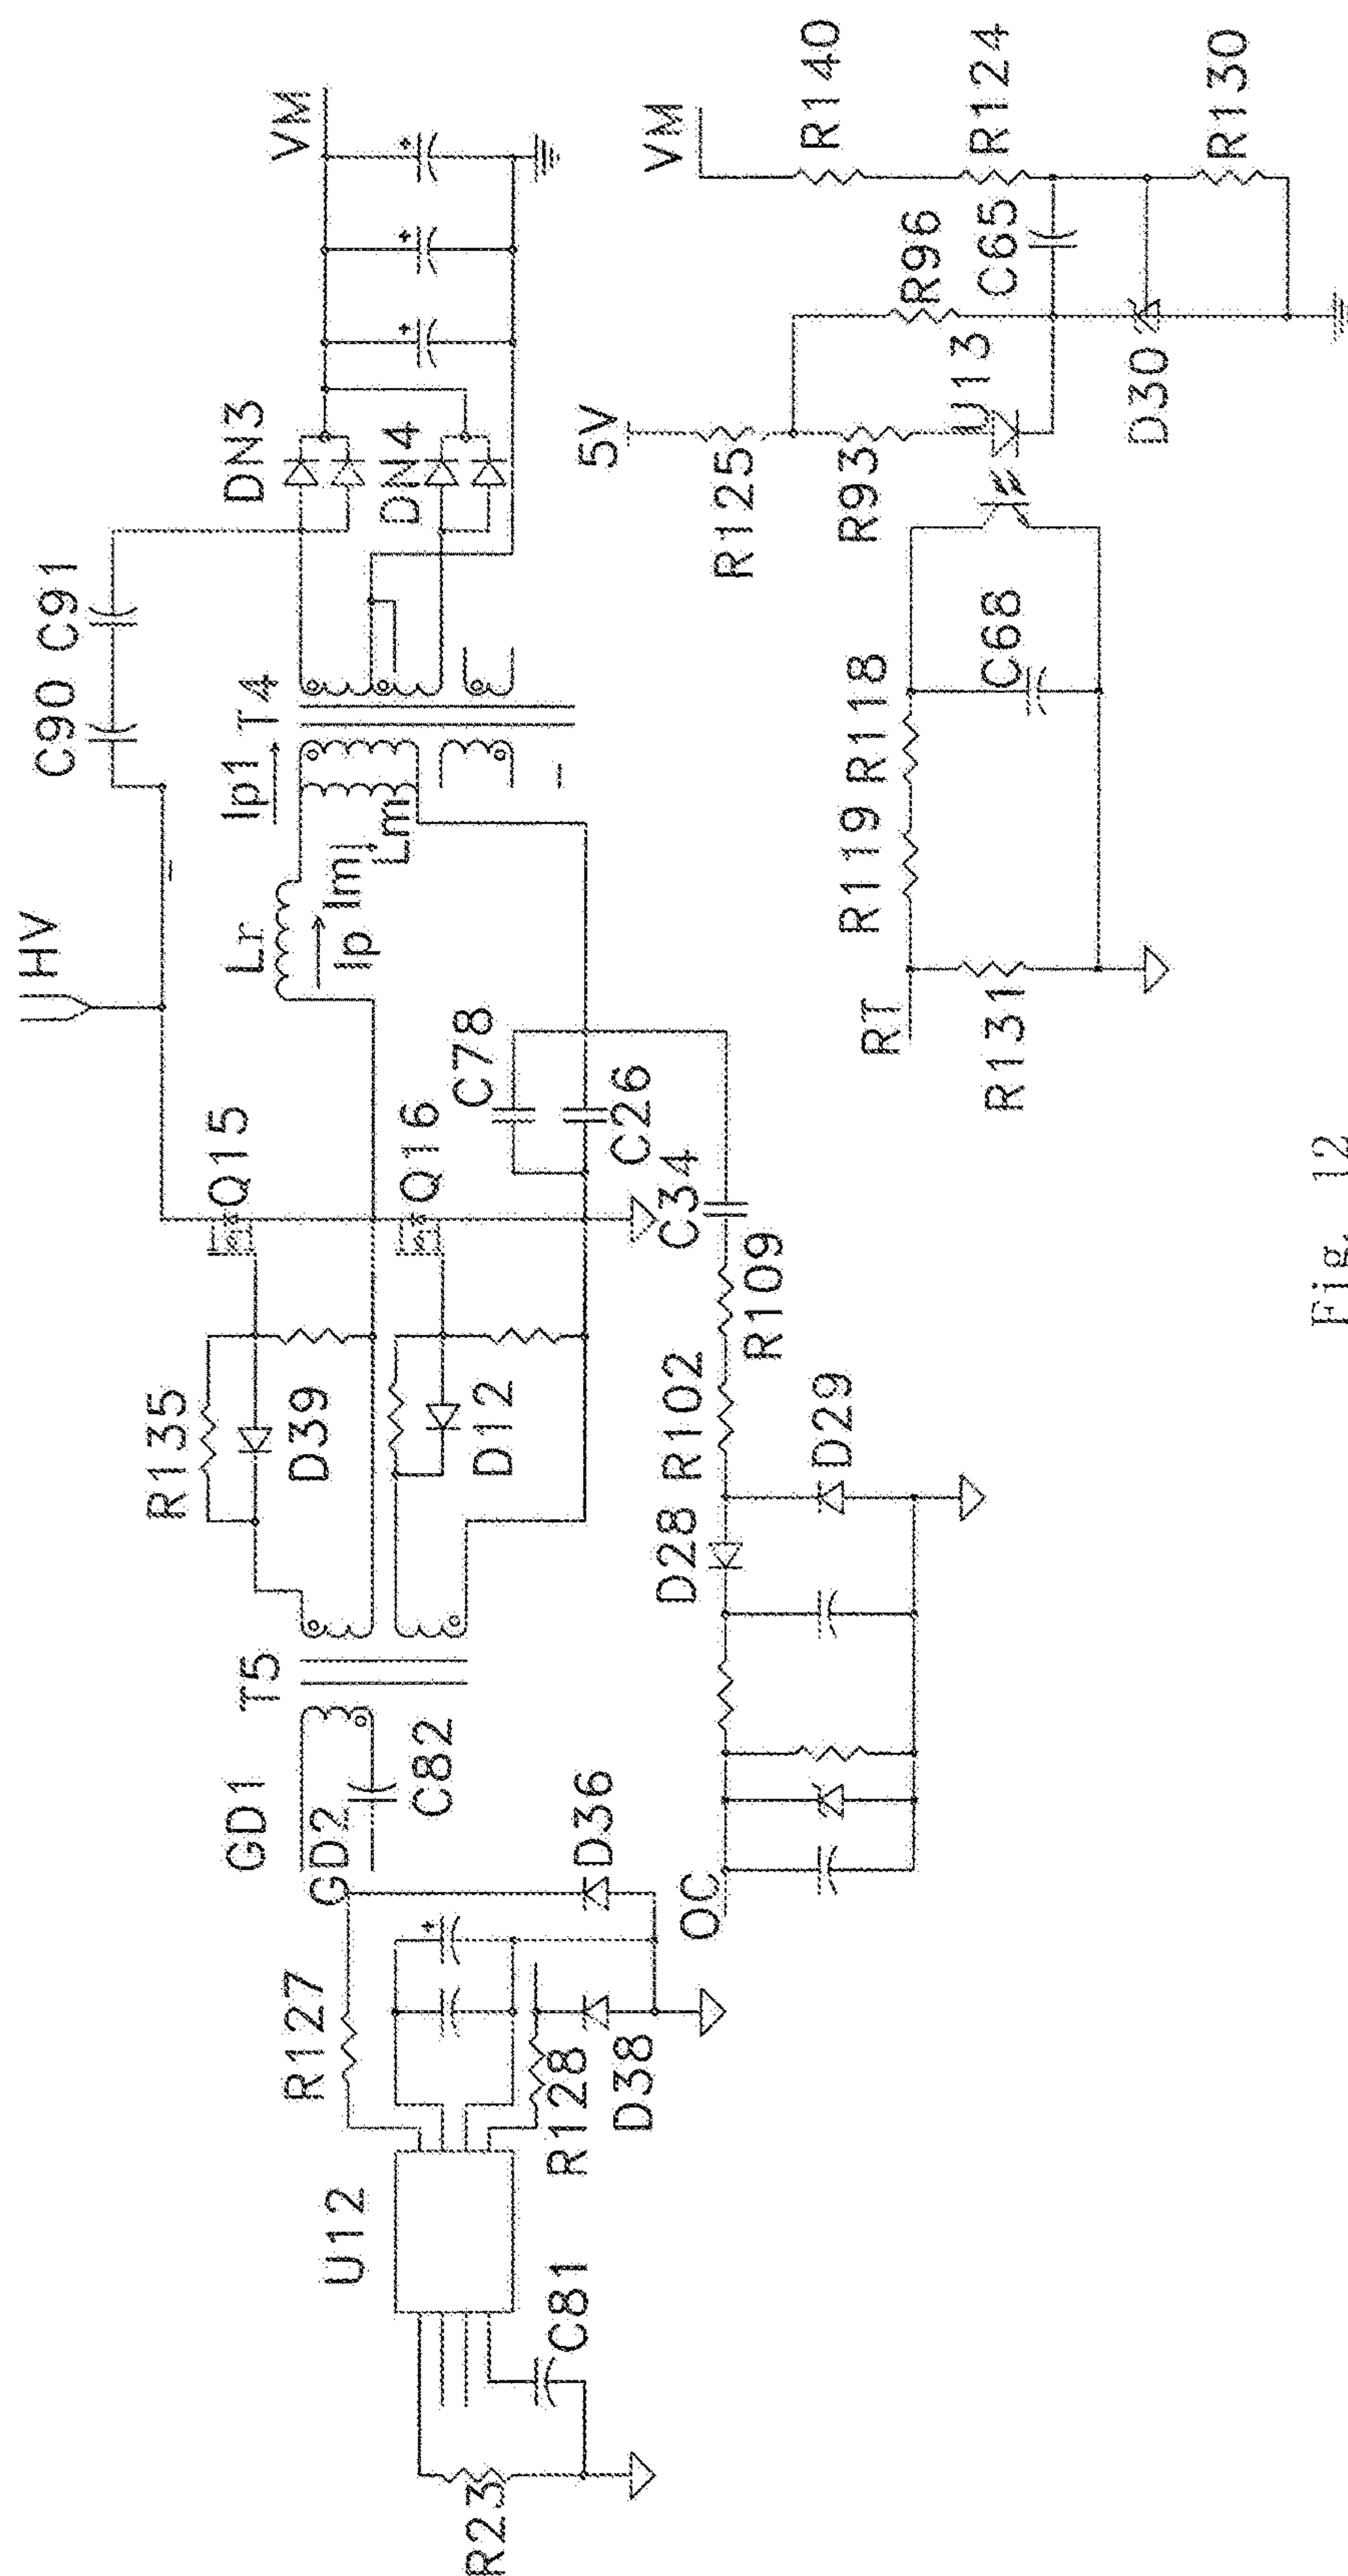 HV
C90
C91
Ip1
T4
DN3
VM
Lr
Ip
Im
Lm
DN4
Q15
Q16
C78
C26
R135
D39
D12
T5
GD1
GD2
C82
R127
U12
D36
R128
D38
C81
R23
C34
R109
R102
D28
D29
OC
5V
R125
R93
U13
R96
C65
VM
R140
R124
R130
D30
RT
R119
R118
C68
R131
Fig. 12